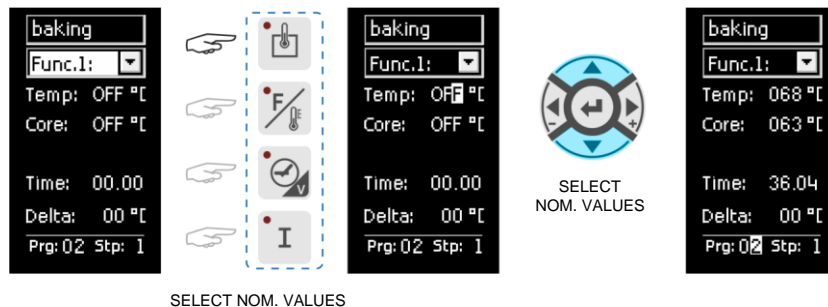 baking
Func.1:
Temp: OFF °C
Core: OFF °C
Time: 00.00
Delta: 00 °C
Prg: 02 Stp: 1
F
V
I
SELECT NOM. VALUES
baking
Func.1:
Temp: OFF °C
Core: OFF °C
Time: 00.00
Delta: 00 °C
Prg: 02 Stp: 1
- +
SELECT
NOM. VALUES
baking
Func.1:
Temp: 068 °C
Core: 063 °C
Time: 36.04
Delta: 00 °C
Prg: 02 Stp: 1